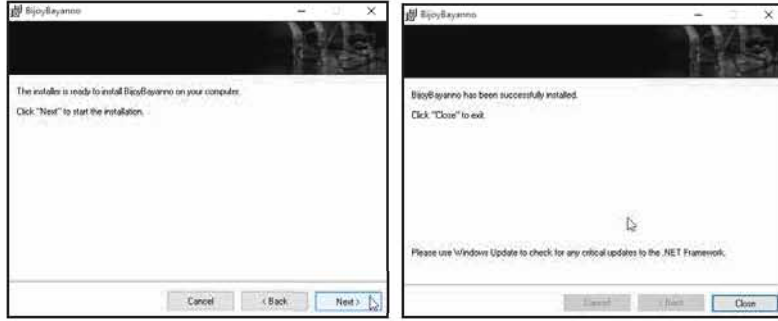 BijoyBayanno
The installer is ready to install BijoyBayanno on your computer.
Click "Next" to start the installation.
Cancel
< Back
Next >
BijoyBayanno
BijoyBayanno has been successfully installed.
Click "Close" to exit.
Please use Windows Update to check for any critical updates to the .NET Framework.
Cancel
< Back
Close